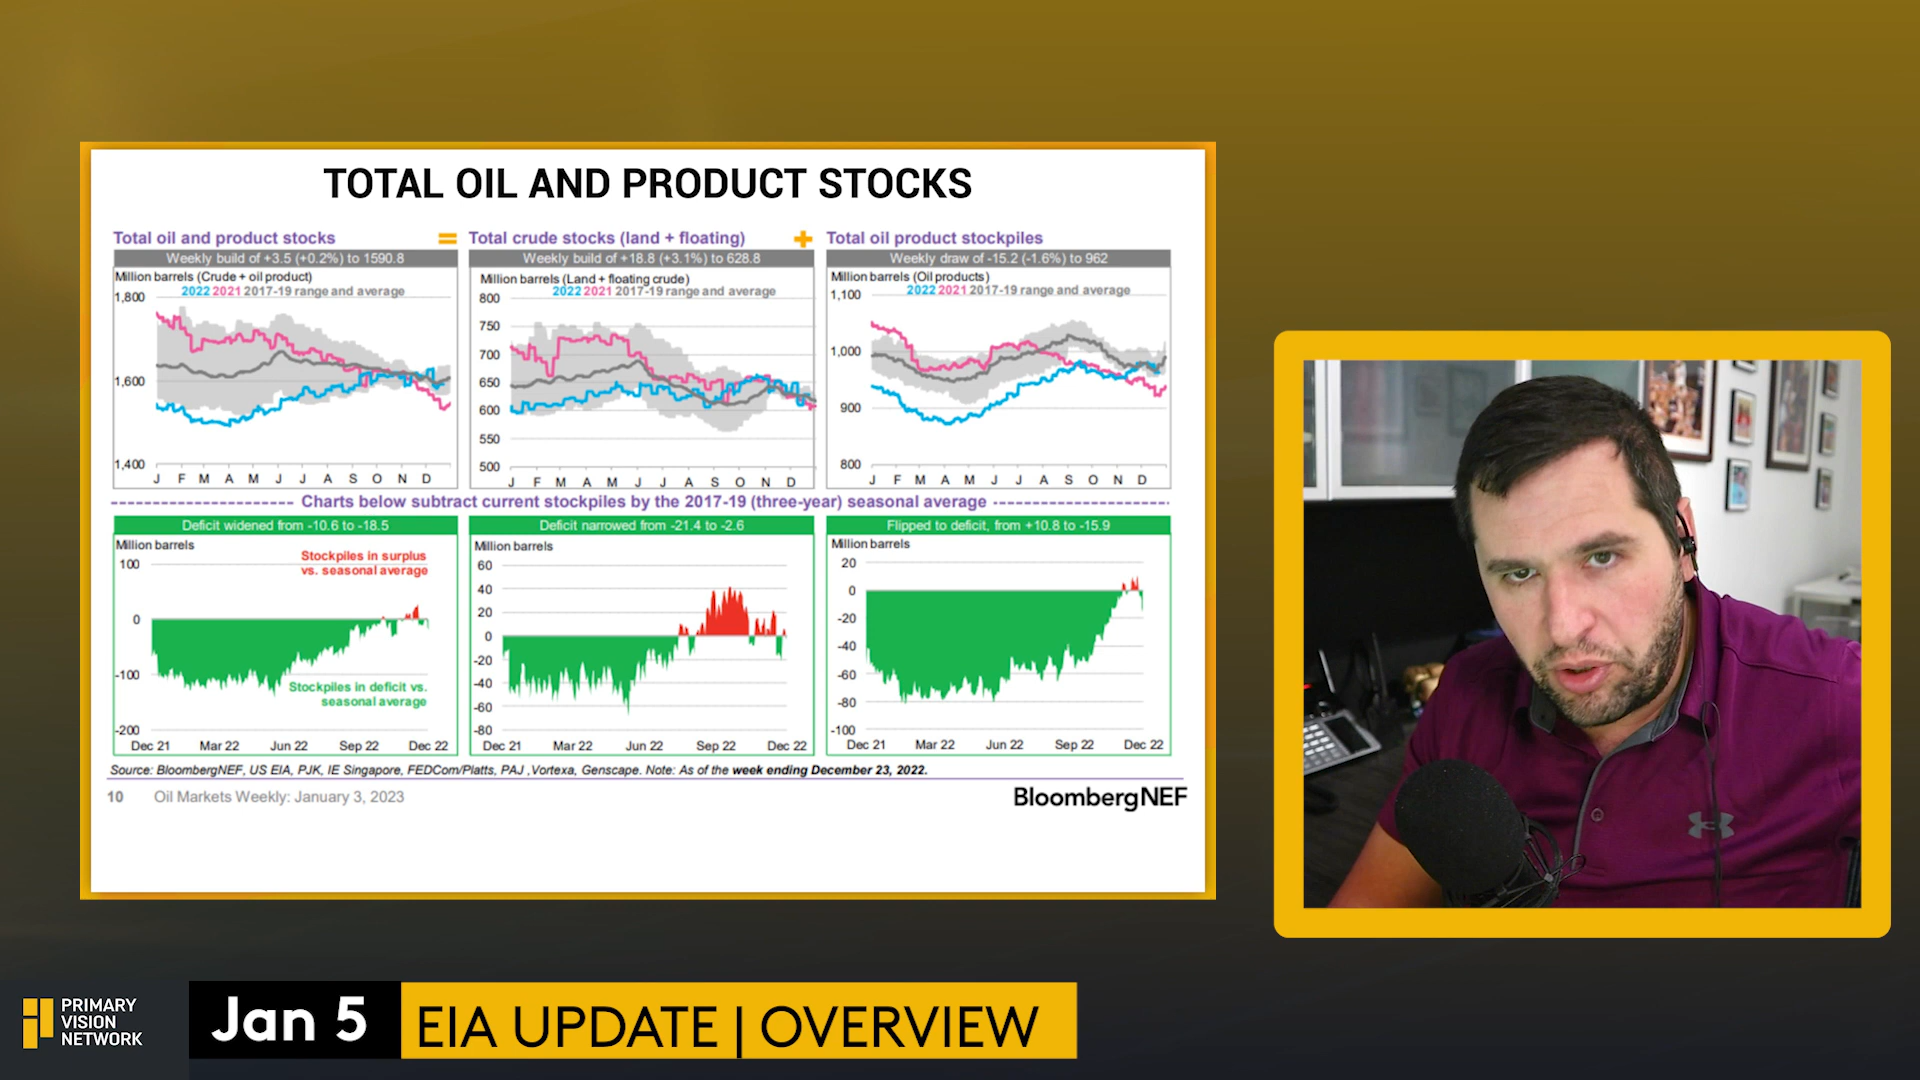 TOTAL OIL AND PRODUCT STOCKS
Total oil and product stocks = Total crude stocks (land + floating) + Total oil product stockpiles
Weekly build of +3.5 (+0.2%) to 1590.8
Million barrels (Crude + oil product)
2022 2021 2017-19 range and average
1,800
1,600
1,400
J F M A M J J A S O N D
Weekly build of +18.8 (+3.1%) to 628.8
Million barrels (Land + floating crude)
2022 2021 2017-19 range and average
800
750
700
650
600
550
500
J F M A M J J A S O N D
Weekly draw of -15.2 (-1.6%) to 962
Million barrels (Oil products)
2022 2021 2017-19 range and average
1,100
1,000
900
800
J F M A M J J A S O N D
Charts below subtract current stockpiles by the 2017-19 (three-year) seasonal average
Deficit widened from -10.6 to -18.5
Million barrels
Stockpiles in surplus
vs. seasonal average
100
0
-100
-200
Stockpiles in deficit vs.
seasonal average
Dec 21 Mar 22 Jun 22 Sep 22 Dec 22
Deficit narrowed from -21.4 to -2.6
Million barrels
60
40
20
0
-20
-40
-60
-80
Dec 21 Mar 22 Jun 22 Sep 22 Dec 22
Flipped to deficit, from +10.8 to -15.9
Million barrels
20
0
-20
-40
-60
-80
-100
Dec 21 Mar 22 Jun 22 Sep 22 Dec 22
Source: BloombergNEF, US EIA, PJK, IE Singapore, FEDCom/Platts, PAJ ,Vortexa, Genscape. Note: As of the week ending December 23, 2022.
10 Oil Markets Weekly: January 3, 2023
BloombergNEF
PRIMARY
VISION
NETWORK
Jan 5
EIA UPDATE | OVERVIEW